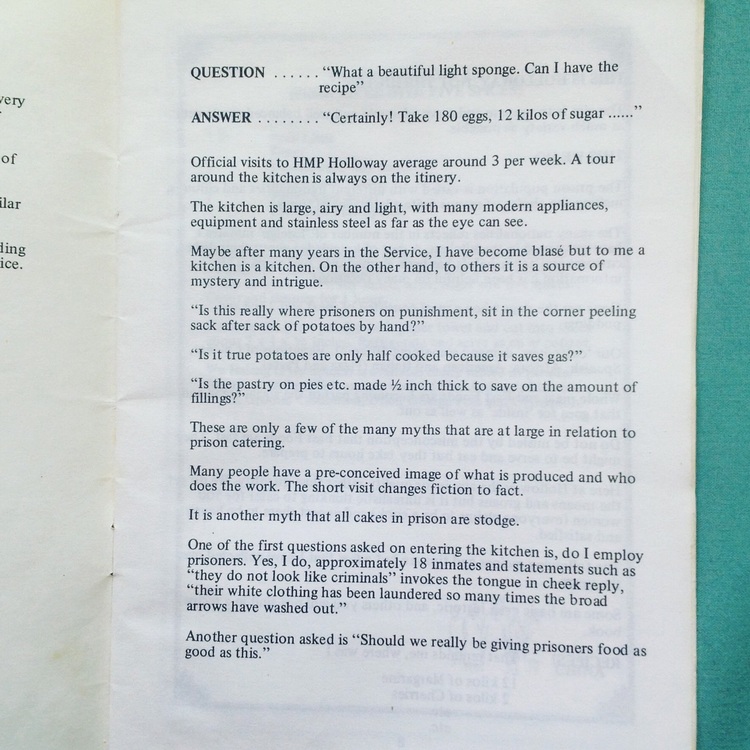 very
of
ilar
ding
ice.
QUESTION ...... “What a beautiful light sponge. Can I have the
recipe”
ANSWER ........ “Certainly! Take 180 eggs, 12 kilos of sugar ......”
Official visits to HMP Holloway average around 3 per week. A tour
around the kitchen is always on the itinery.
The kitchen is large, airy and light, with many modern appliances,
equipment and stainless steel as far as the eye can see.
Maybe after many years in the Service, I have become blasé but to me a
kitchen is a kitchen. On the other hand, to others it is a source of
mystery and intrigue.
“Is this really where prisoners on punishment, sit in the corner peeling
sack after sack of potatoes by hand?”
“Is it true potatoes are only half cooked because it saves gas?”
“Is the pastry on pies etc. made ½ inch thick to save on the amount of
fillings?”
These are only a few of the many myths that are at large in relation to
prison catering.
Many people have a pre-conceived image of what is produced and who
does the work. The short visit changes fiction to fact.
It is another myth that all cakes in prison are stodge.
One of the first questions asked on entering the kitchen is, do I employ
prisoners. Yes, I do, approximately 18 inmates and statements such as
“they do not look like criminals” invokes the tongue in cheek reply,
“their white clothing has been laundered so many times the broad
arrows have washed out.”
Another question asked is “Should we really be giving prisoners food as
good as this.”